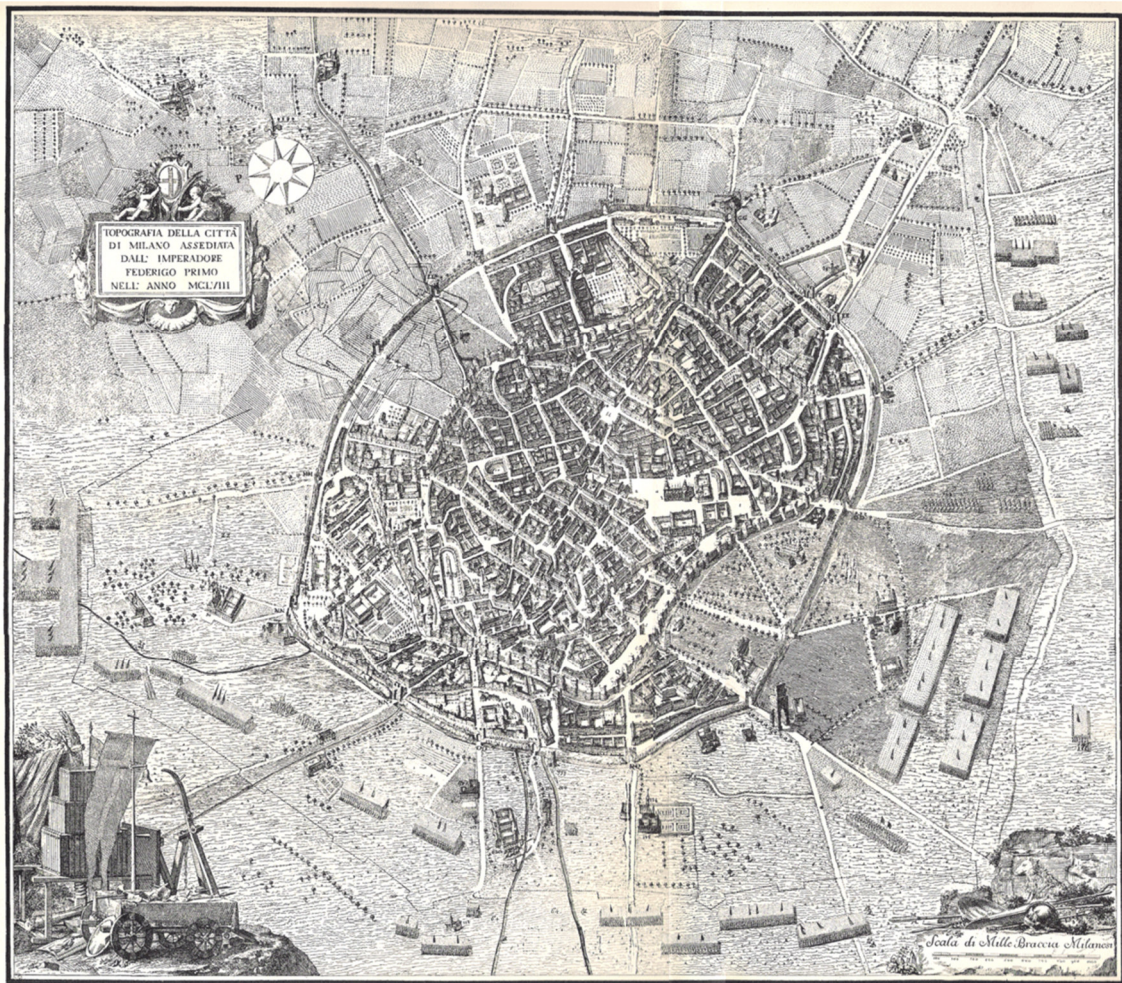 TOPOGRAFIA DELLA CITTÀ
DI MILANO ASSEDIATA
DALL' IMPERADORE
FEDERIGO PRIMO
NELL' ANNO MCLVIII
P
M
Scala di Mille Braccia Milanesi